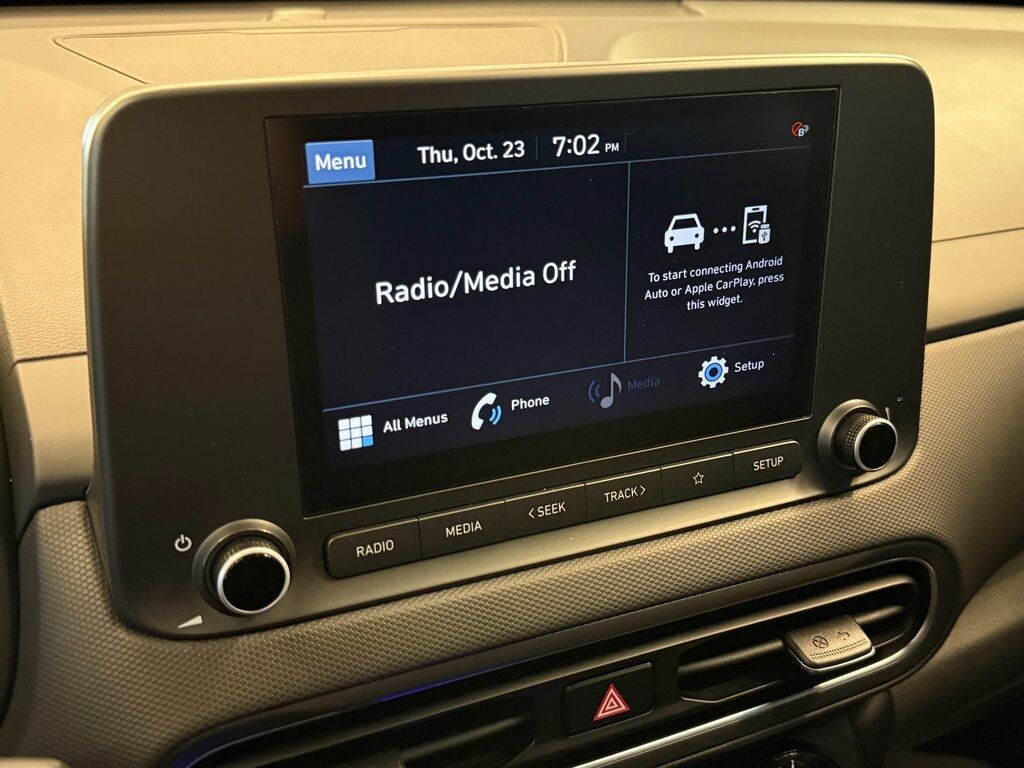 Menu
Thu, Oct. 23
7:02 PM
Radio/Media Off
To start connecting Android
Auto or Apple CarPlay, press
this widget.
All Menus
Phone
Media
Setup
RADIO
MEDIA
< SEEK
TRACK >
SETUP